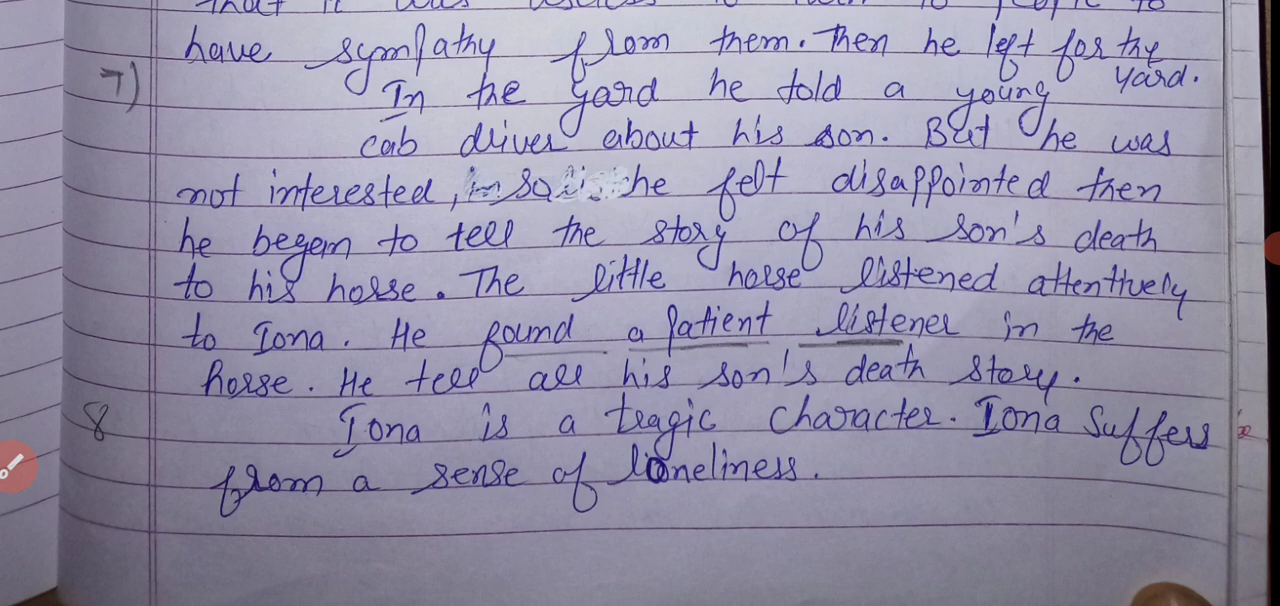 have sympathy from them. Then he left for the
yard.
7) In the yard he told a young
cab driver about his son. But he was
not interested, so he felt disappointed then
he began to tell the story of his son's death
to his horse. The little horse listened attentively
to Iona. He found a patient listener in the
horse. He tell all his son's death story.
8 Iona is a tragic character. Iona suffers
from a sense of loneliness.